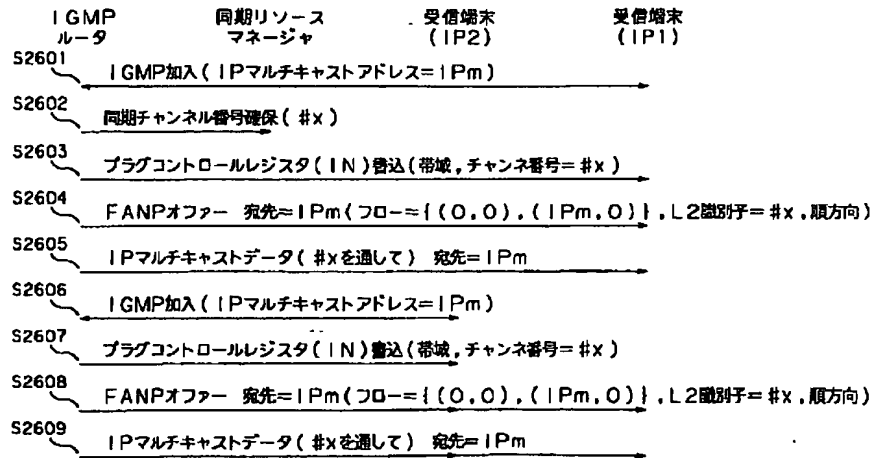 IGMP
ルータ
同期リソース
マネージャ
受信端末
(IP2)
受信端末
(IP1)
S2601
IGMP加入(IPマルチキャストアドレス=IPm)
S2602
同期チャンネル番号確保(#x)
S2603
プラグコントロールレジスタ(IN)書込(帯域,チャンネ番号=#x)
S2604
FANPオファー 宛先=IPm(フロー={(0,0),(IPm,0)},L2識別子=#x,順方向)
S2605
IPマルチキャストデータ(#xを通して) 宛先=IPm
S2606
IGMP加入(IPマルチキャストアドレス=IPm)
S2607
プラグコントロールレジスタ(IN)書込(帯域,チャンネ番号=#x)
S2608
FANPオファー 宛先=IPm(フロー={(0,0),(IPm,0)},L2識別子=#x,順方向)
S2609
IPマルチキャストデータ(#xを通して) 宛先=IPm